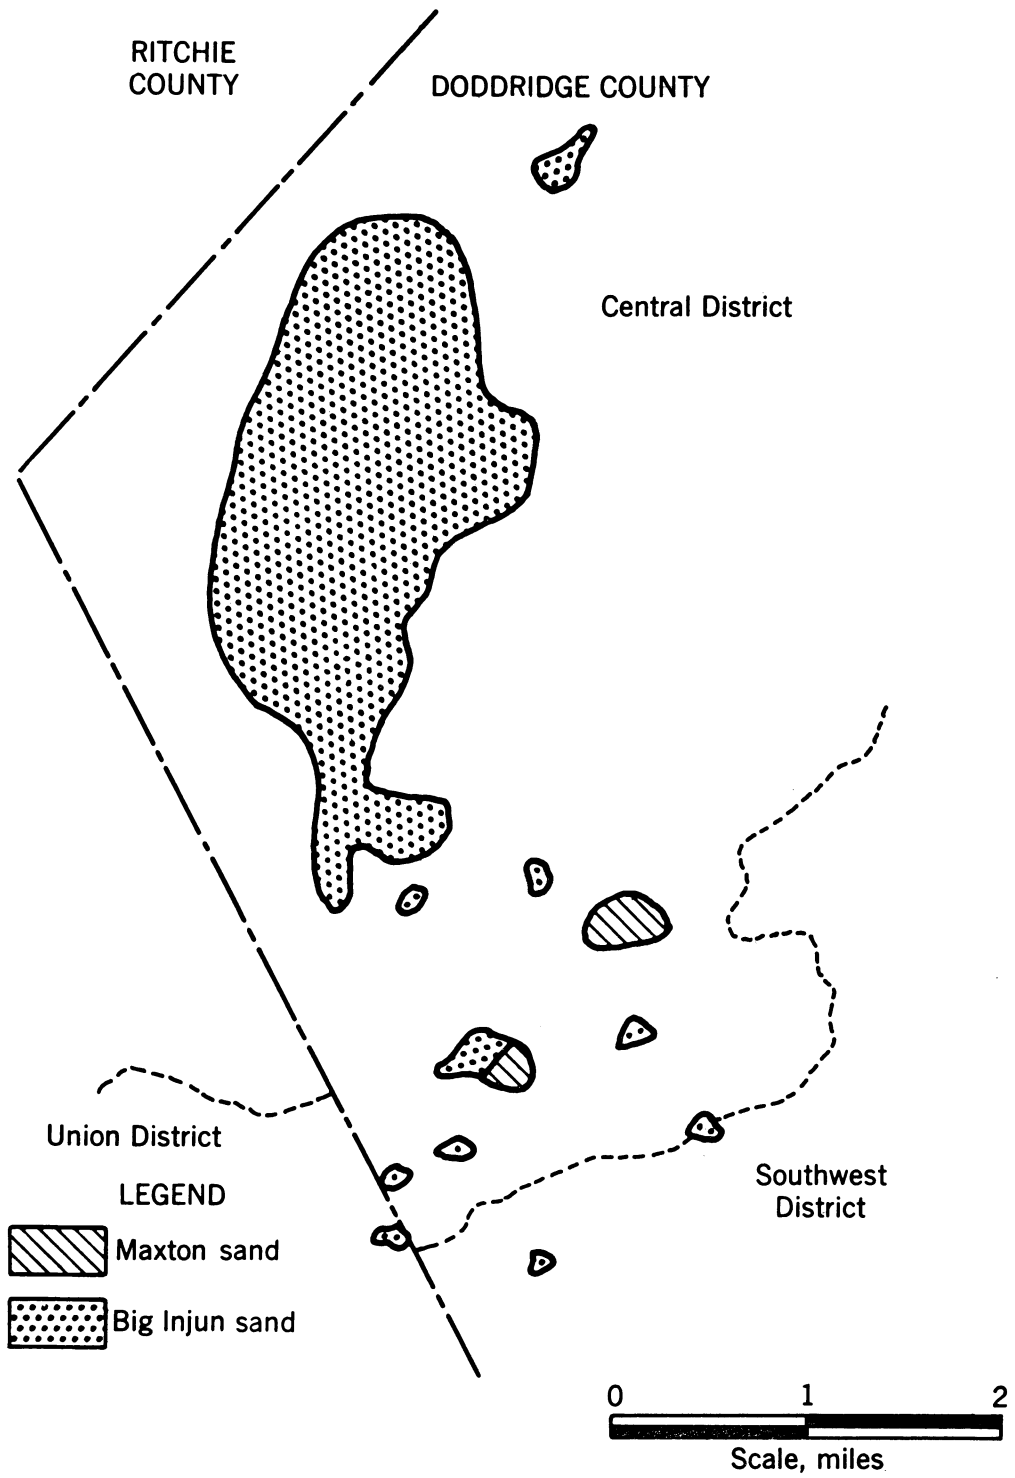 RITCHIE
COUNTY
DODDRIDGE COUNTY
Central District
Union District
Southwest
District
LEGEND
Maxton sand
Big Injun sand
0 1 2
Scale, miles